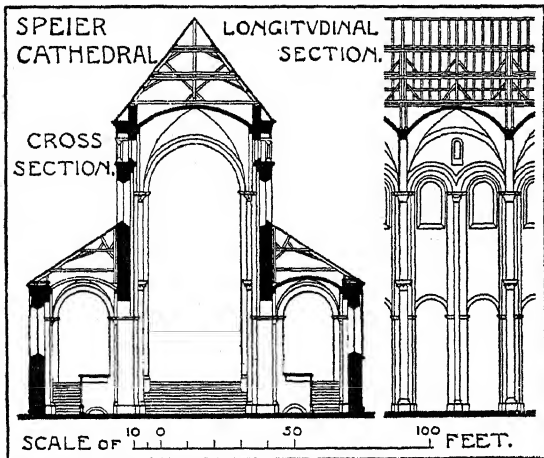 SPEIER
CATHEDRAL
LONGITVDINAL
SECTION.
CROSS
SECTION.
10 0 50 100
SCALE OF FEET.